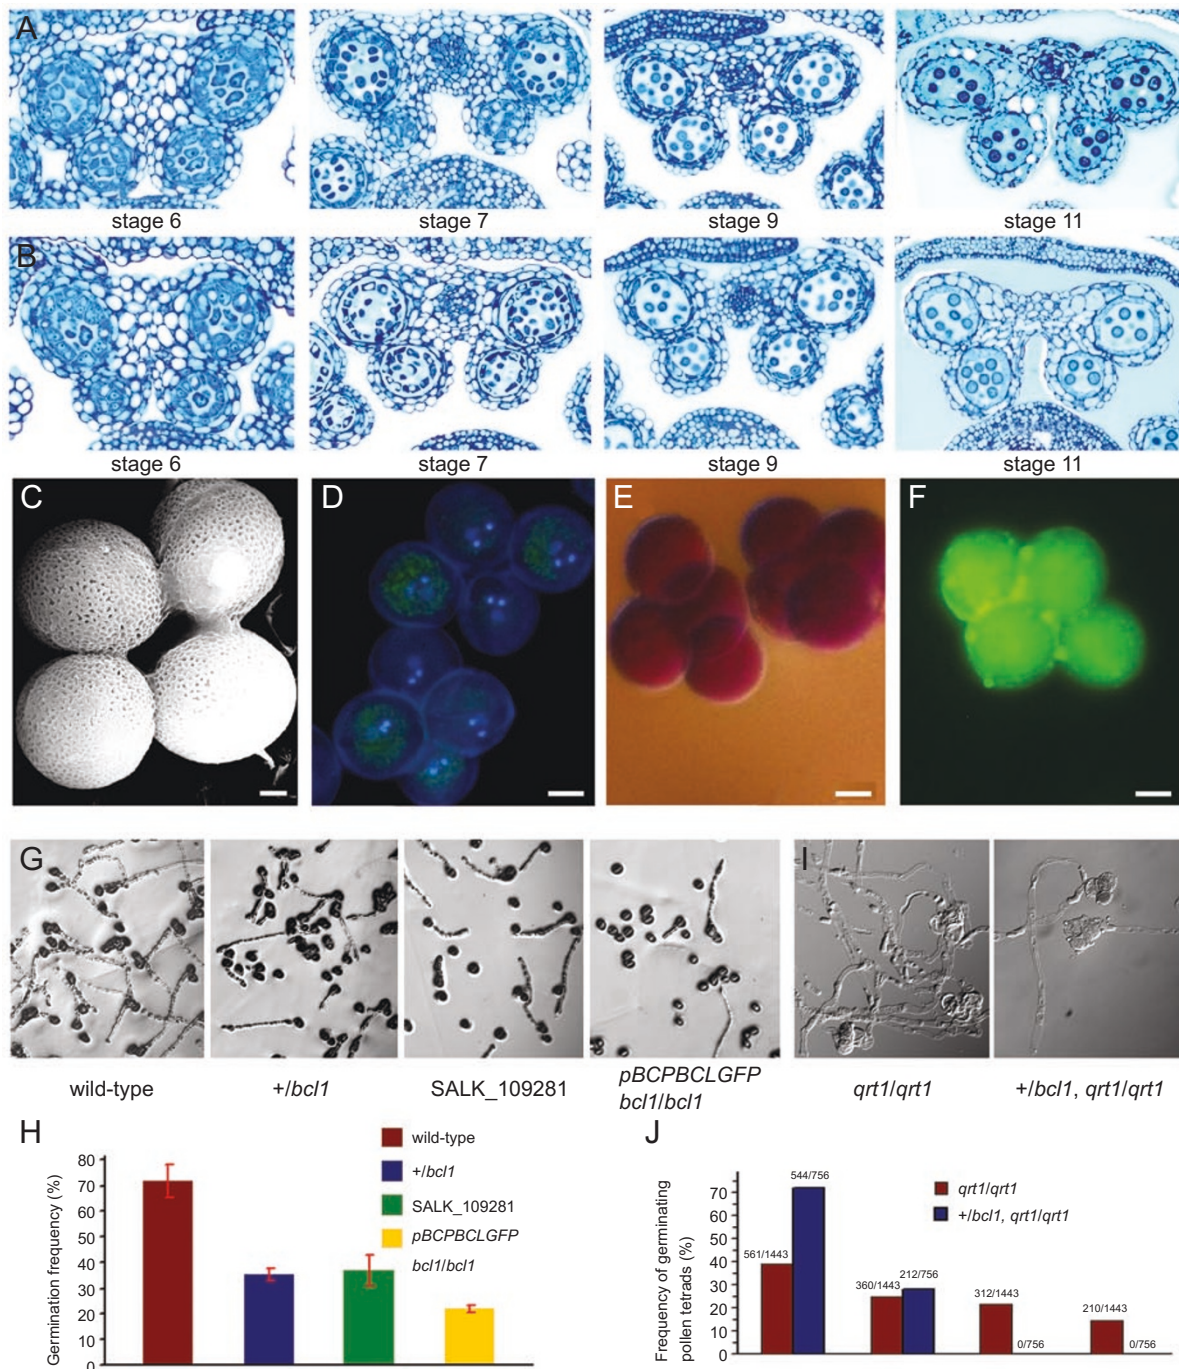 A
stage 6 stage 7 stage 9 stage 11
B
stage 6 stage 7 stage 9 stage 11
C D E F
G I
wild-type +/bcl1 SALK_109281 pBCPBCLGFP qrt1/qrt1 +/bcl1, qrt1/qrt1
bcl1/bcl1
H
Germination frequency (%)
80
70
60
50
40
30
20
10
0
wild-type
+/bcl1
SALK_109281
pBCPBCLGFP
bcl1/bcl1
J
Frequency of germinating
pollen tetrads (%)
70
60
50
40
30
20
10
0
544/756
561/1443
360/1443 212/756
312/1443
0/756
210/1443
0/756
qrt1/qrt1
+/bcl1, qrt1/qrt1